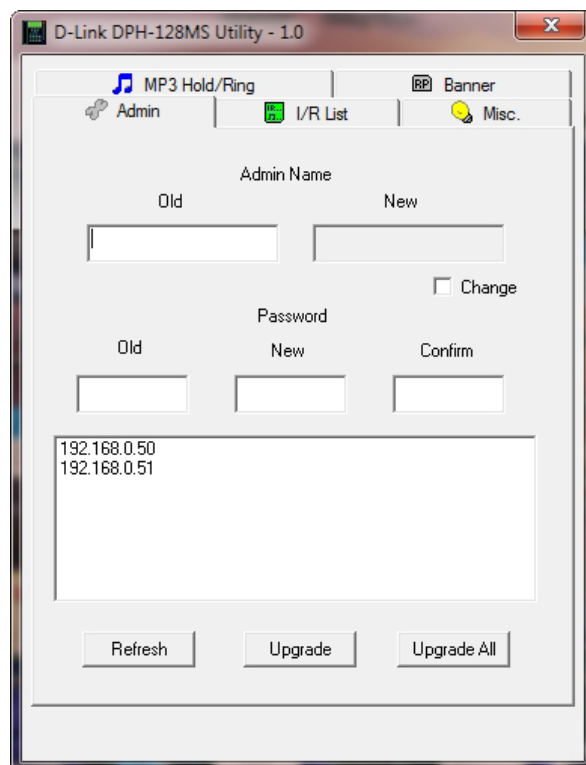 D-Link DPH-128MS Utility - 1.0
MP3 Hold/Ring Banner
Admin I/R List Misc.
Admin Name
Old New
Change
Password
Old New Confirm
192.168.0.50
192.168.0.51
Refresh Upgrade Upgrade All